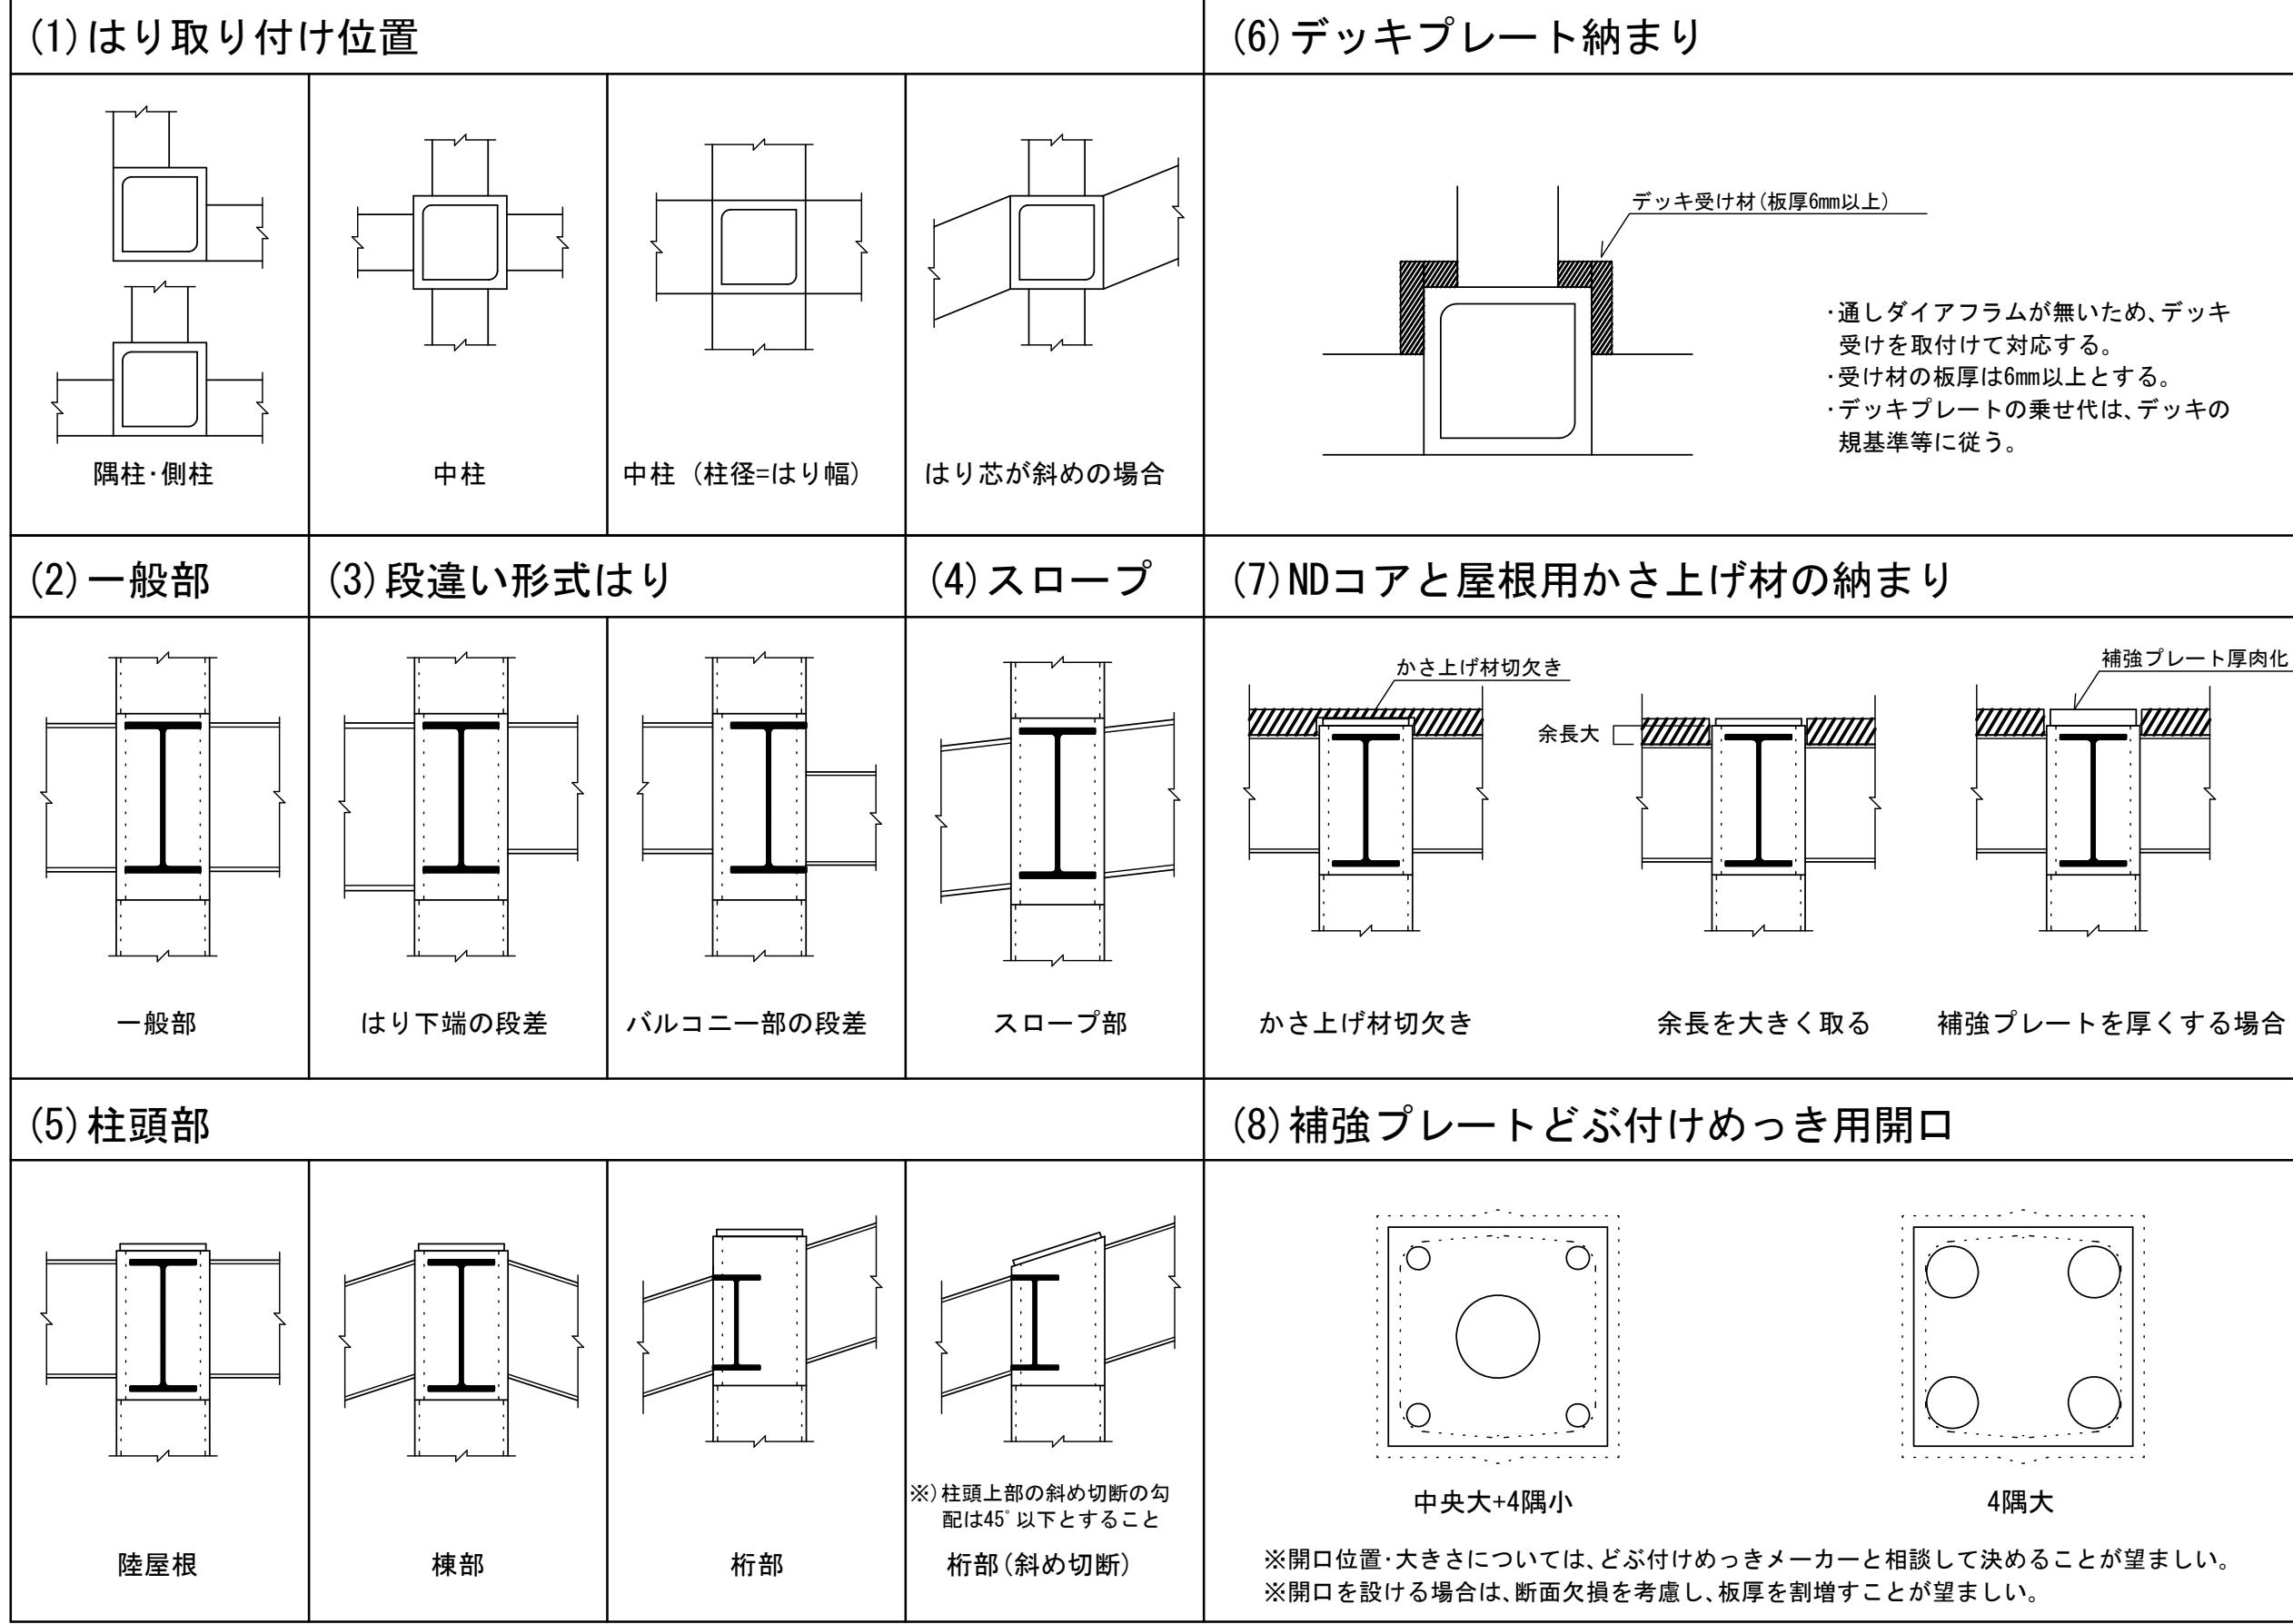 (1)はり取り付け位置
隅柱・側柱
中柱
中柱（柱径=はり幅）
はり芯が斜めの場合
(6)デッキプレート納まり
デッキ受け材(板厚6mm以上)
・通しダイアフラムが無いため、デッキ
受けを取付けて対応する。
・受け材の板厚は6mm以上とする。
・デッキプレートの乗せ代は、デッキの
規基準等に従う。
(2)一般部
一般部
(3)段違い形式はり
はり下端の段差
バルコニー部の段差
(4)スロープ
スロープ部
(7)NDコアと屋根用かさ上げ材の納まり
かさ上げ材切欠き
余長大
補強プレート厚肉化
かさ上げ材切欠き
余長を大きく取る
補強プレートを厚くする場合
(5)柱頭部
陸屋根
棟部
桁部
※)柱頭上部の斜め切断の勾
配は45°以下とすること
桁部(斜め切断)
(8)補強プレートどぶ付けめっき用開口
中央大+4隅小
4隅大
※開口位置・大きさについては、どぶ付けめっきメーカーと相談して決めることが望ましい。
※開口を設ける場合は、断面欠損を考慮し、板厚を割増すことが望ましい。